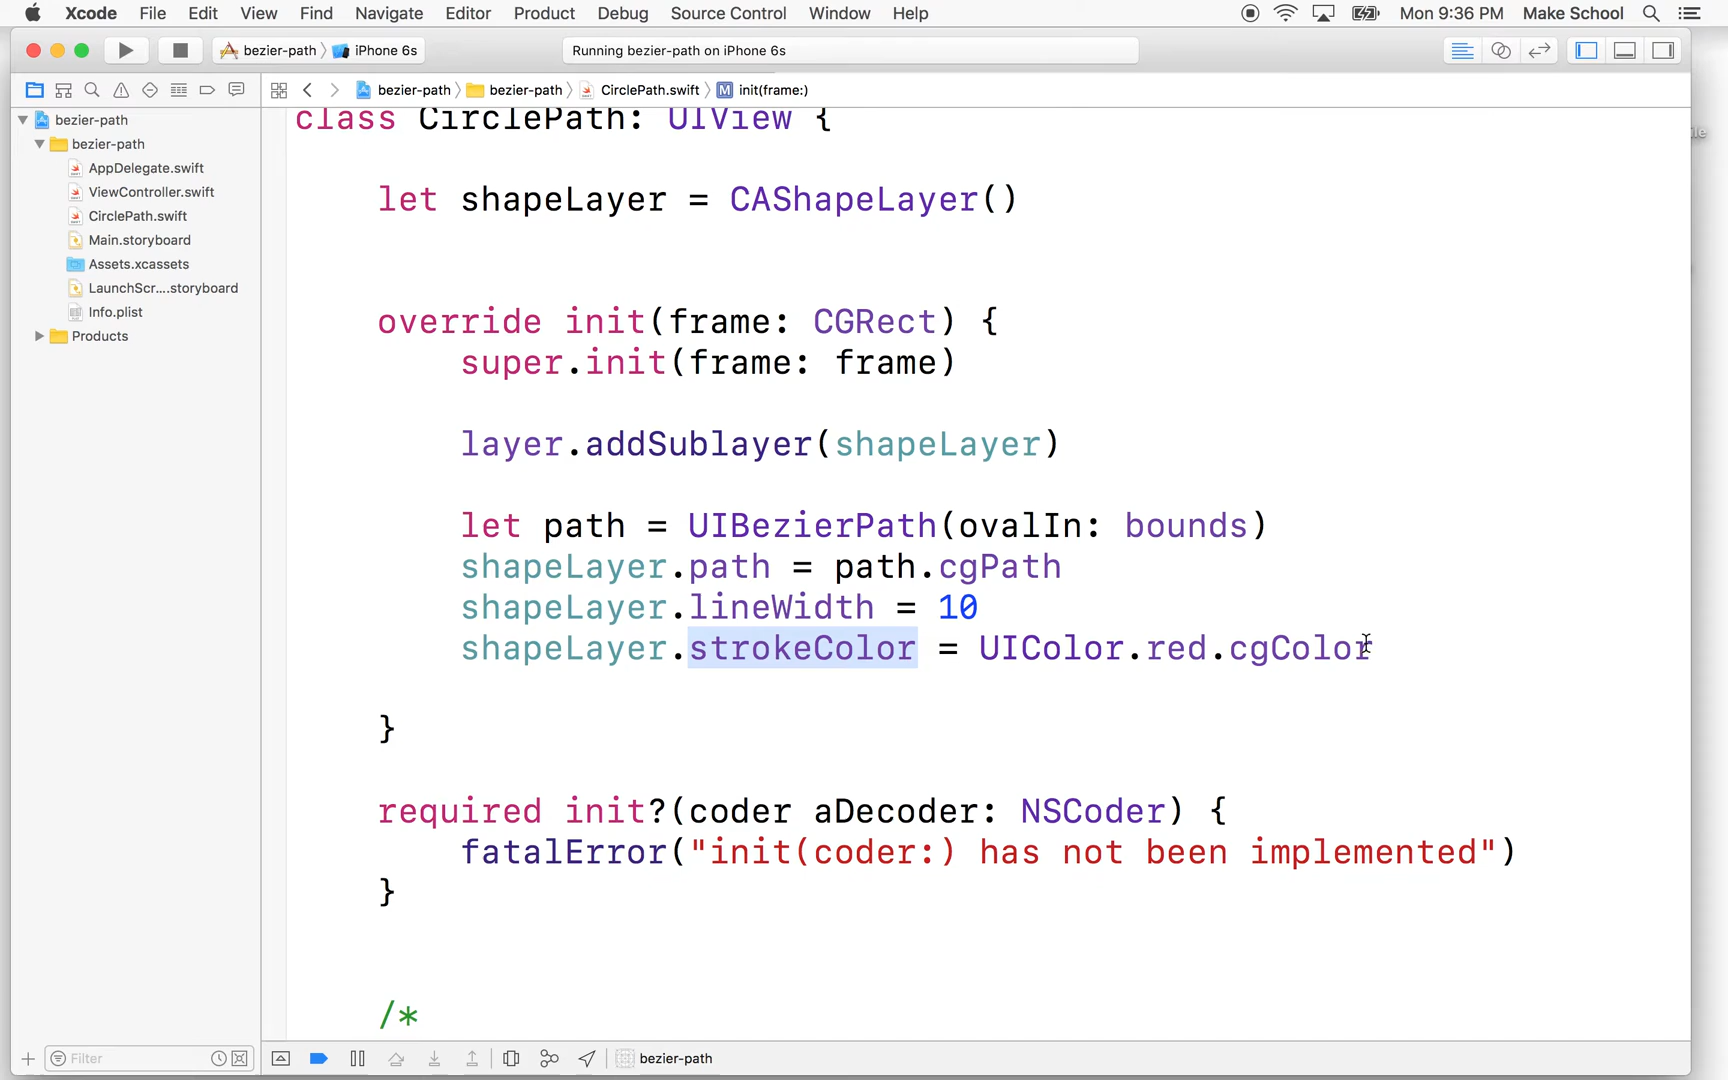 Xcode File Edit View Find Navigate Editor Product Debug Source Control Window Help Mon 9:36 PM Make School
bezier-path iPhone 6s Running bezier-path on iPhone 6s
bezier-path bezier-path CirclePath.swift M init(frame:)
bezier-path
bezier-path
AppDelegate.swift
ViewController.swift
CirclePath.swift
Main.storyboard
Assets.xcassets
LaunchScr....storyboard
Info.plist
Products
class CirclePath: UIView {
let shapeLayer = CAShapeLayer()
override init(frame: CGRect) {
super.init(frame: frame)
layer.addSublayer(shapeLayer)
let path = UIBezierPath(ovalIn: bounds)
shapeLayer.path = path.cgPath
shapeLayer.lineWidth = 10
shapeLayer.strokeColor = UIColor.red.cgColor
}
required init?(coder aDecoder: NSCoder) {
fatalError("init(coder:) has not been implemented")
}
/*
Filter bezier-path